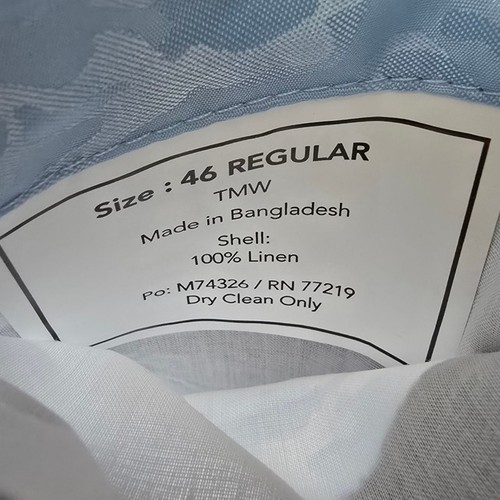 Size : 46 REGULAR
TMW
Made in Bangladesh
Shell:
100% Linen
Po: M74326 / RN 77219
Dry Clean Only